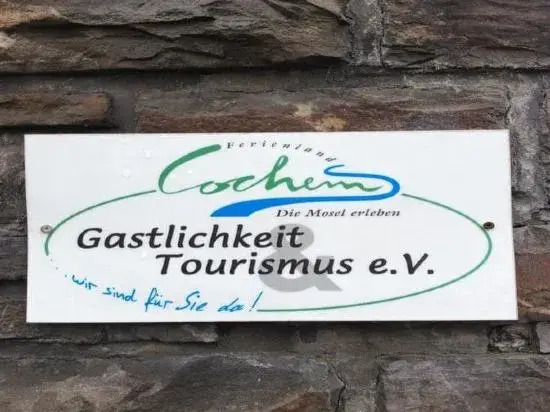 Ferienland
Cochem
Die Mosel erleben
Gastlichkeit
&
Tourismus e.V.
...wir sind für Sie da!